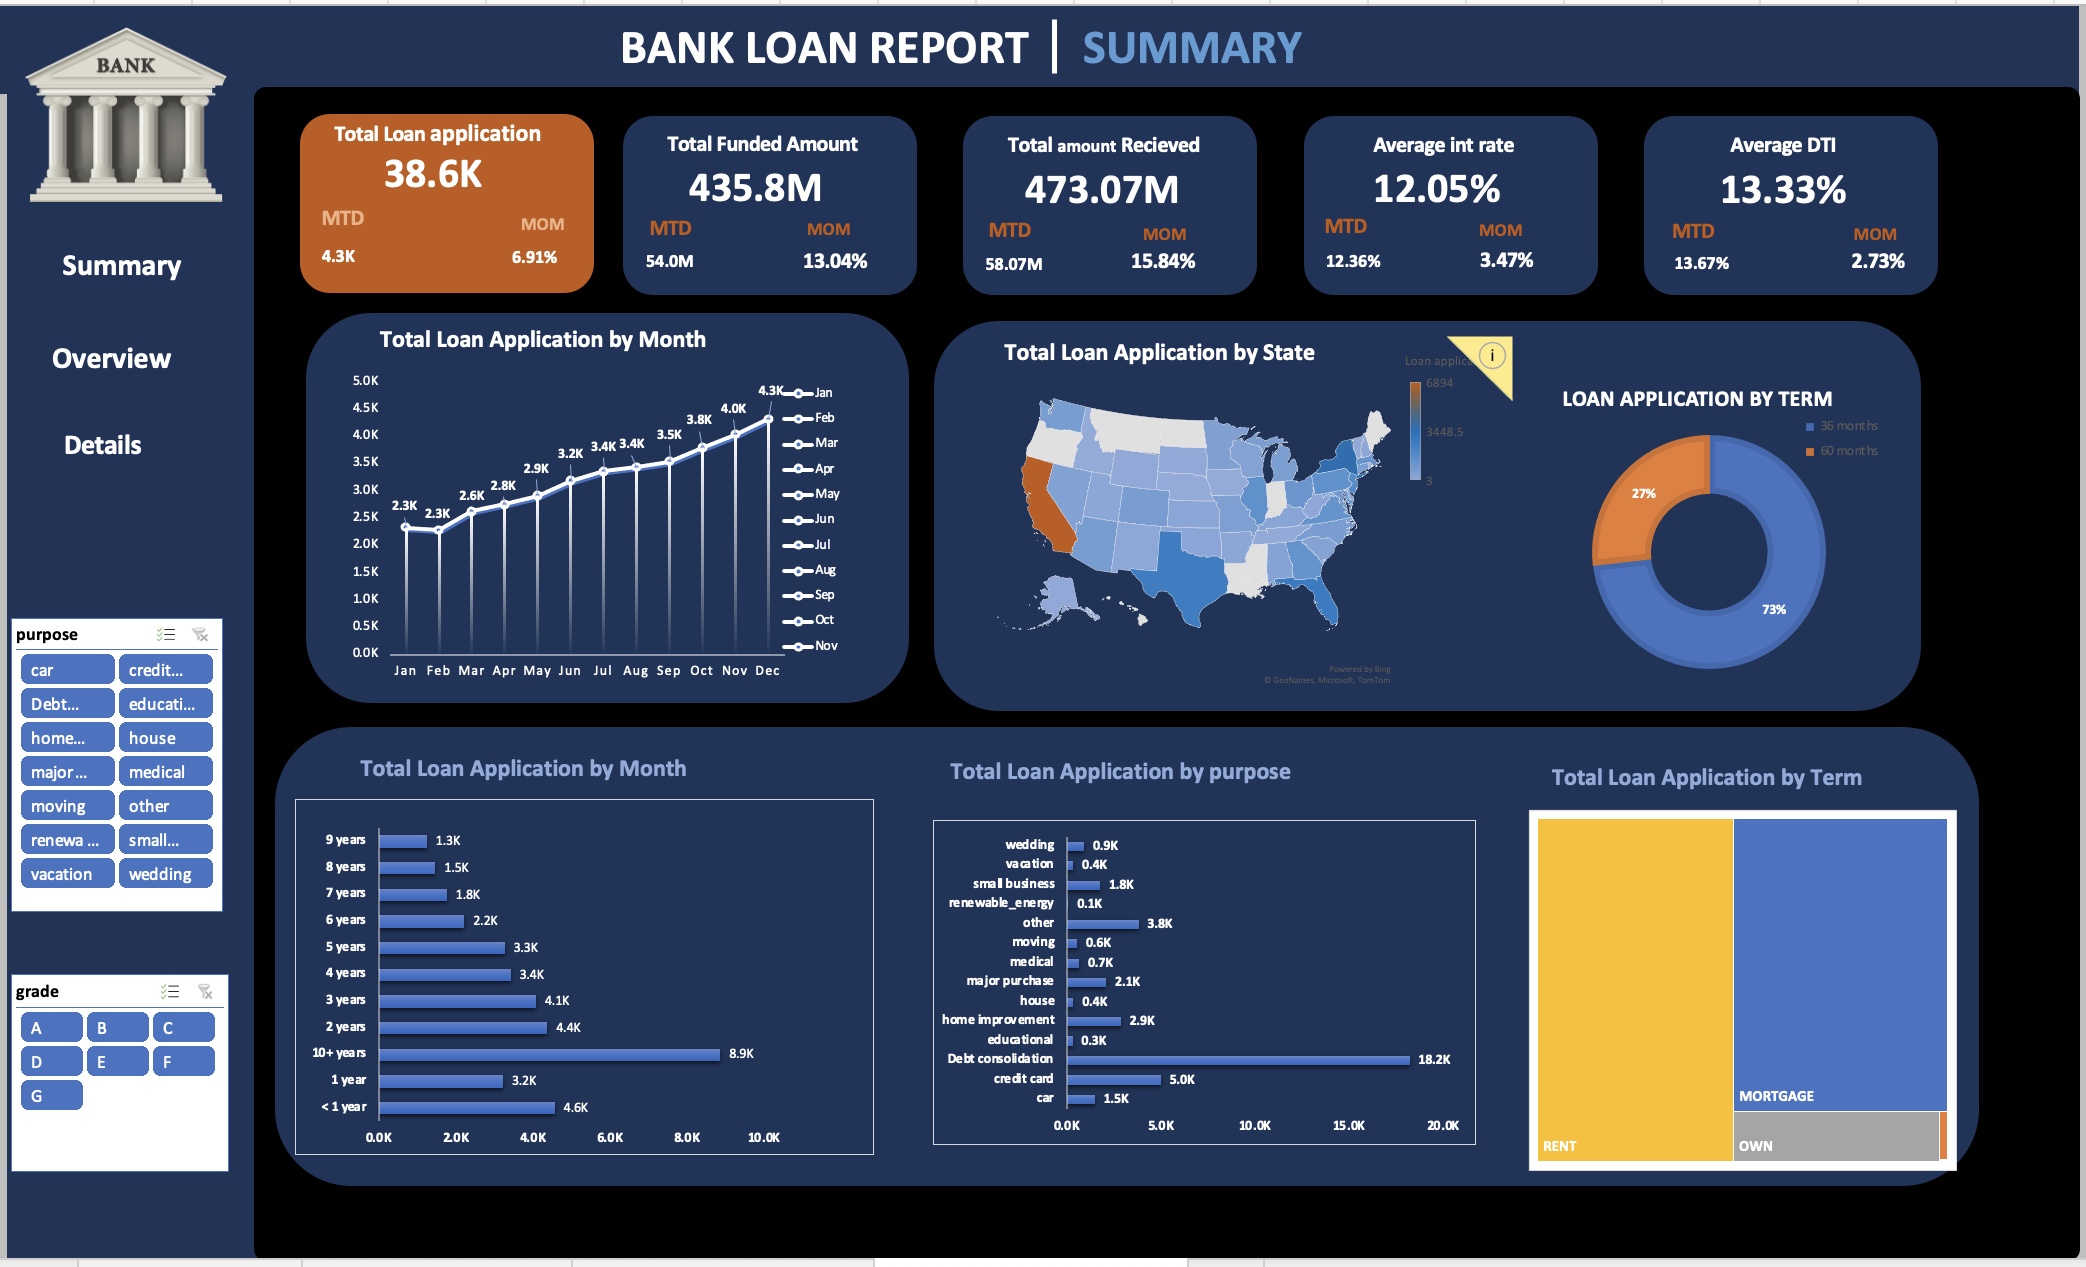 BANK LOAN REPORT | SUMMARY
BANK
Summary
Overview
Details
Total Loan application
38.6K
MTD MOM
4.3K 6.91%
Total Funded Amount
435.8M
MTD MOM
54.0M 13.04%
Total amount Recieved
473.07M
MTD MOM
58.07M 15.84%
Average int rate
12.05%
MTD MOM
12.36% 3.47%
Average DTI
13.33%
MTD MOM
13.67% 2.73%
Total Loan Application by Month
5.0K
4.5K
4.0K
3.5K
3.0K
2.5K
2.0K
1.5K
1.0K
0.5K
0.0K
2.3K 2.3K 2.6K 2.8K 2.9K 3.2K 3.4K 3.4K 3.5K 3.8K 4.0K 4.3K
Jan Feb Mar Apr May Jun Jul Aug Sep Oct Nov Dec
Jan
Feb
Mar
Apr
May
Jun
Jul
Aug
Sep
Oct
Nov
Total Loan Application by State
Loan applica
i
6894
3448.5
3
Powered by Bing
© GeoNames, Microsoft, TomTom
LOAN APPLICATION BY TERM
36 months
60 months
27%
73%
purpose
car credit...
Debt... educati...
home... house
major ... medical
moving other
renewa ... small...
vacation wedding
grade
A B C
D E F
G
Total Loan Application by Month
9 years 1.3K
8 years 1.5K
7 years 1.8K
6 years 2.2K
5 years 3.3K
4 years 3.4K
3 years 4.1K
2 years 4.4K
10+ years 8.9K
1 year 3.2K
< 1 year 4.6K
0.0K 2.0K 4.0K 6.0K 8.0K 10.0K
Total Loan Application by purpose
wedding 0.9K
vacation 0.4K
small business 1.8K
renewable_energy 0.1K
other 3.8K
moving 0.6K
medical 0.7K
major purchase 2.1K
house 0.4K
home improvement 2.9K
educational 0.3K
Debt consolidation 18.2K
credit card 5.0K
car 1.5K
0.0K 5.0K 10.0K 15.0K 20.0K
Total Loan Application by Term
MORTGAGE
RENT OWN